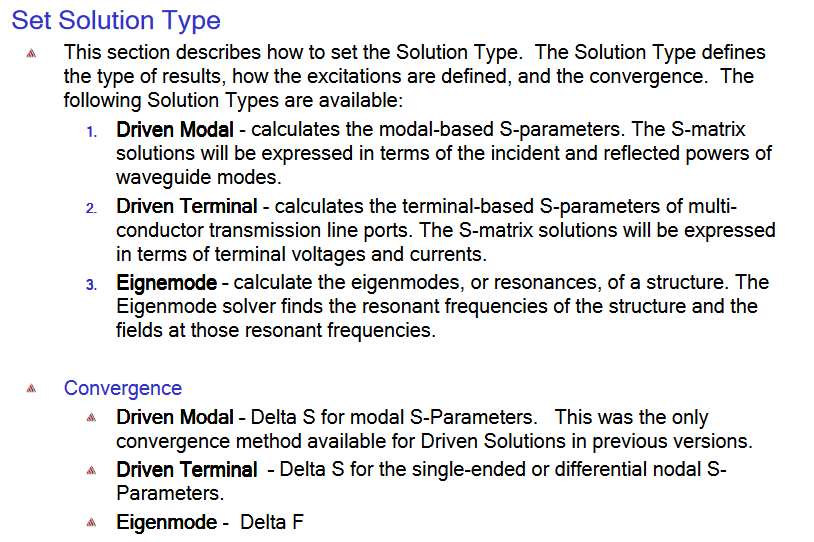 Set Solution Type
This section describes how to set the Solution Type.  The Solution Type defines
the type of results, how the excitations are defined, and the convergence.  The
following Solution Types are available:
1. Driven Modal - calculates the modal-based S-parameters. The S-matrix
solutions will be expressed in terms of the incident and reflected powers of
waveguide modes.
2. Driven Terminal - calculates the terminal-based S-parameters of multi-
conductor transmission line ports. The S-matrix solutions will be expressed
in terms of terminal voltages and currents.
3. Eignemode - calculate the eigenmodes, or resonances, of a structure. The
Eigenmode solver finds the resonant frequencies of the structure and the
fields at those resonant frequencies.
Convergence
Driven Modal - Delta S for modal S-Parameters.   This was the only
convergence method available for Driven Solutions in previous versions.
Driven Terminal  - Delta S for the single-ended or differential nodal S-
Parameters.
Eigenmode -  Delta F